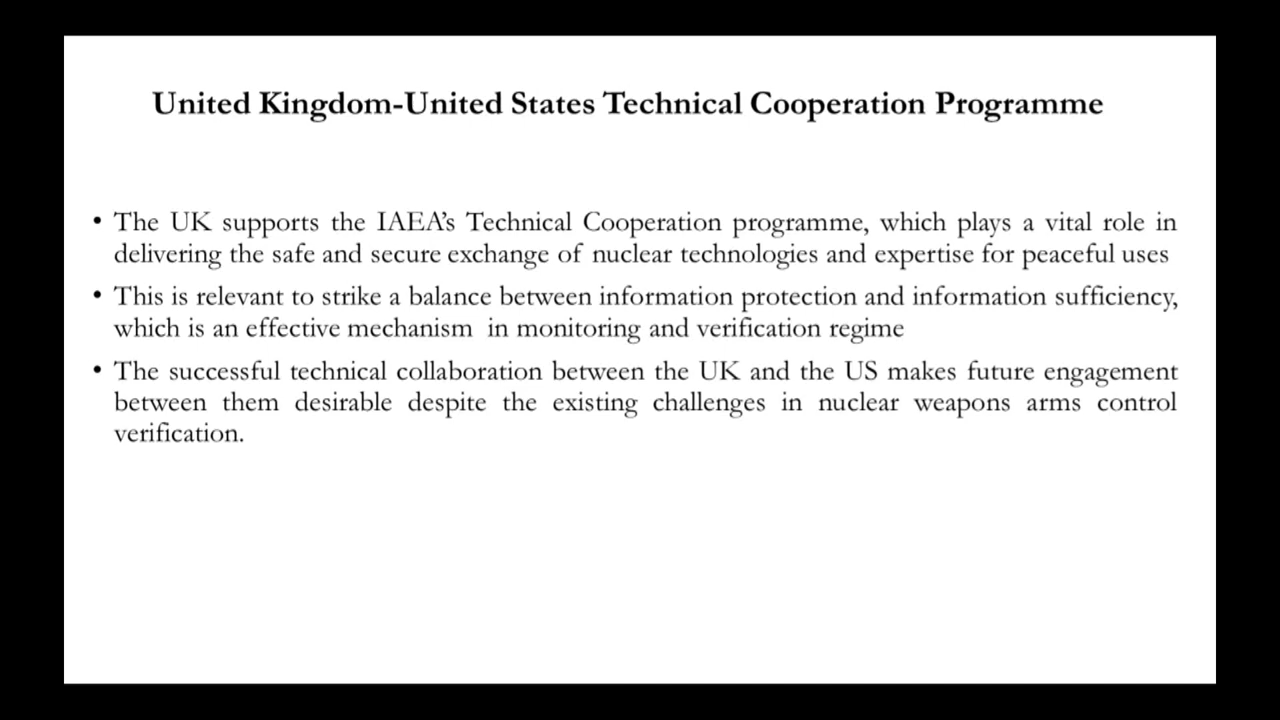 United Kingdom-United States Technical Cooperation Programme
• The UK supports the IAEA's Technical Cooperation programme, which plays a vital role in
delivering the safe and secure exchange of nuclear technologies and expertise for peaceful uses
• This is relevant to strike a balance between information protection and information sufficiency,
which is an effective mechanism  in monitoring and verification regime
• The successful technical collaboration between the UK and the US makes future engagement
between them desirable despite the existing challenges in nuclear weapons arms control
verification.